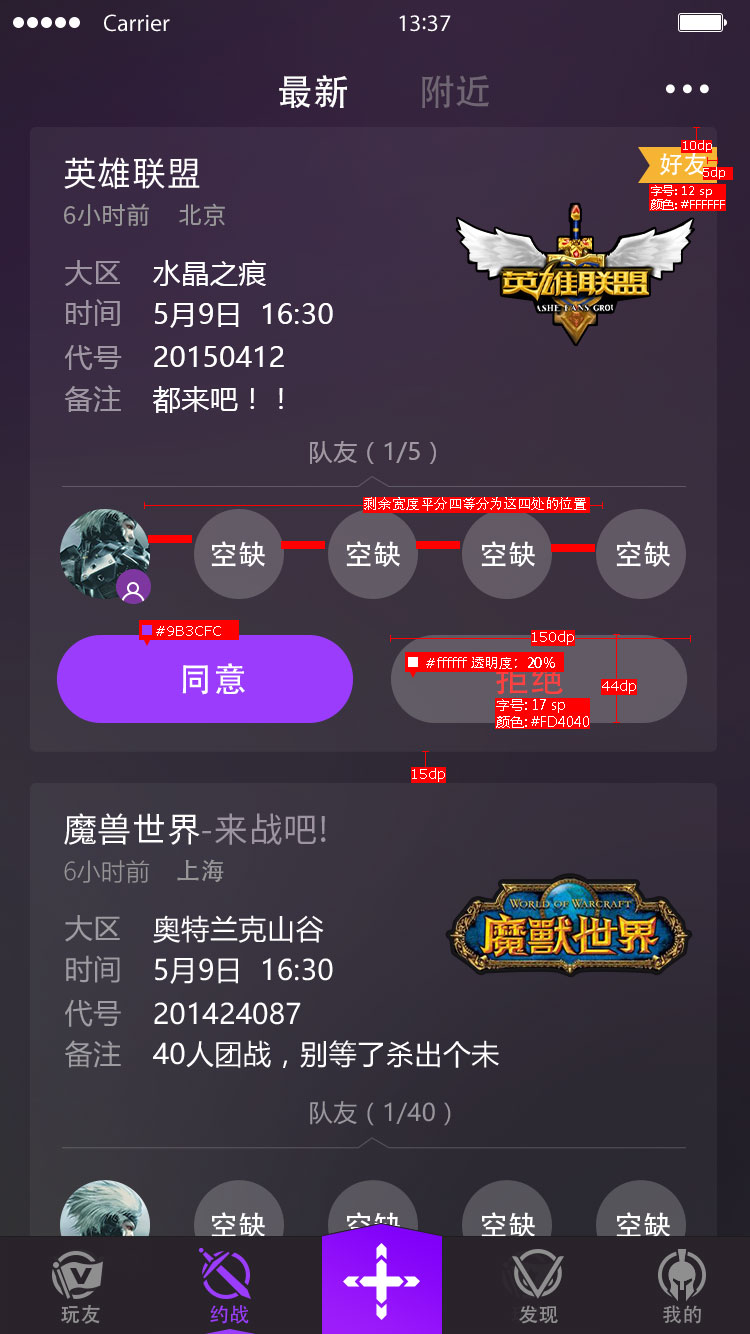 Carrier 13:37
最新 附近
10dp
英雄联盟
好友
5dp
字号: 12 sp
颜色: #FFFFFF
6小时前 北京
英雄联盟
大区 水晶之痕
时间 5月9日 16:30
代号 20150412
备注 都来吧！！
队友（1/5）
剩余宽度平分四等分为这四处的位置
空缺 空缺 空缺 空缺
#9B3CFC
150dp
#ffffff 透明度：20%
同意
拒绝
44dp
字号: 17 sp
颜色: #FD4040
15dp
魔兽世界-来战吧!
6小时前 上海
WORLD OF WARCRAFT
魔獸世界
大区 奥特兰克山谷
时间 5月9日 16:30
代号 201424087
备注 40人团战，别等了杀出个未
队友（1/40）
空缺 空缺 空缺 空缺
玩友 约战 发现 我的